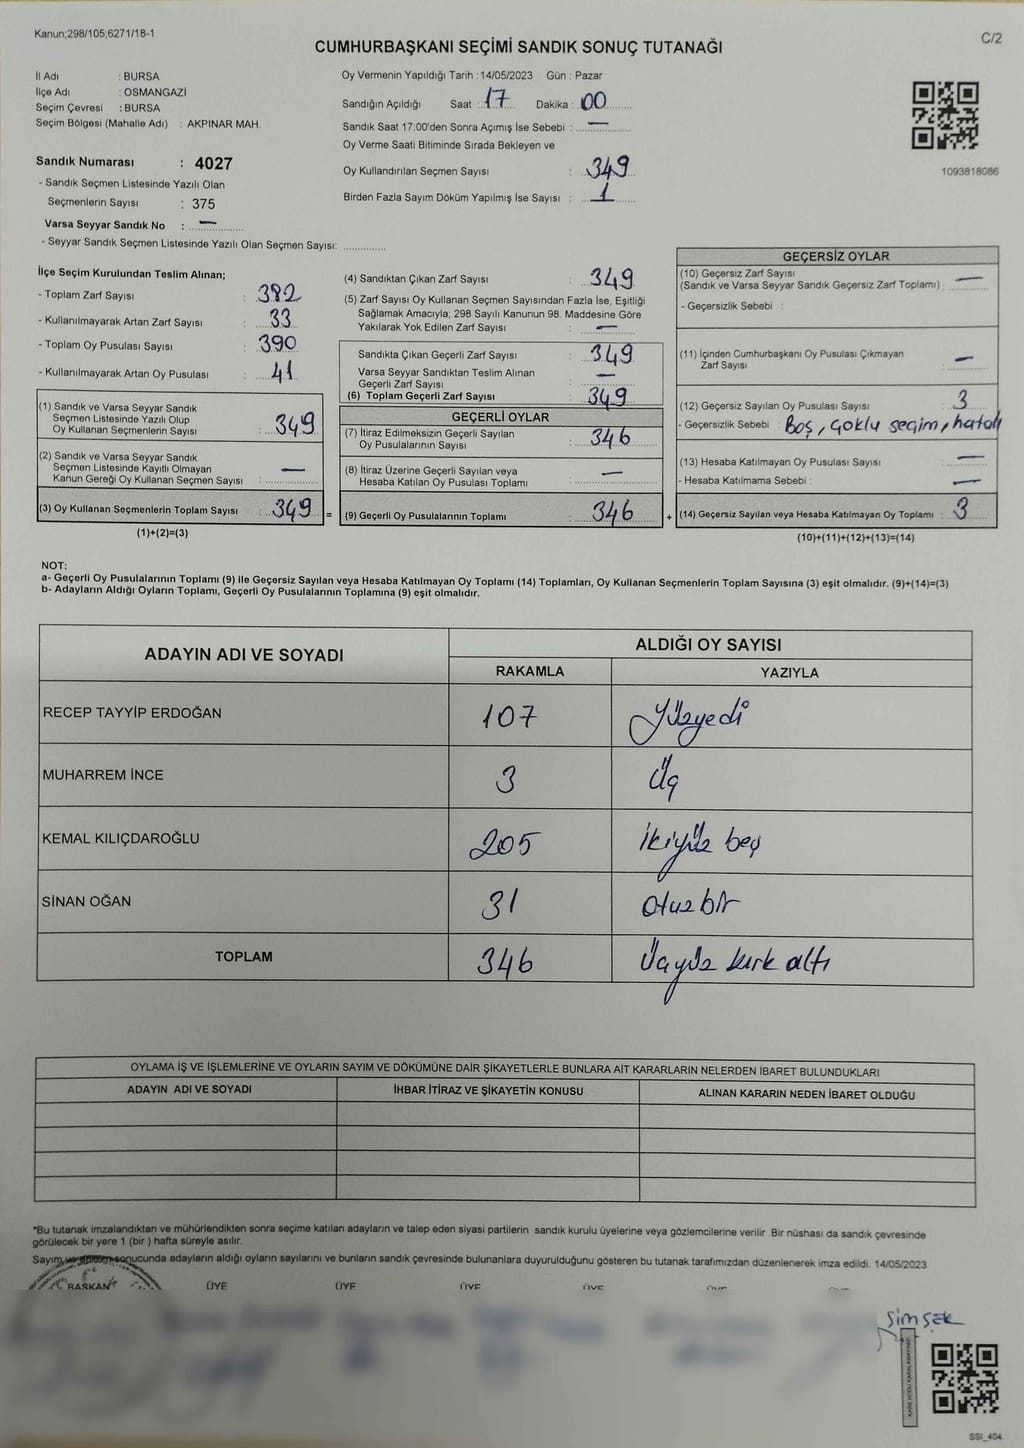 Kanun;298/105;6271/18-1
C/2
CUMHURBAŞKANI SEÇİMİ SANDIK SONUÇ TUTANAĞI
İl Adı : BURSA
İlçe Adı : OSMANGAZİ
Seçim Çevresi : BURSA
Seçim Bölgesi (Mahalle Adı) : AKPINAR MAH.
Sandık Numarası : 4027
- Sandık Seçmen Listesinde Yazılı Olan
Seçmenlerin Sayısı : 375
Varsa Seyyar Sandık No : —
- Seyyar Sandık Seçmen Listesinde Yazılı Olan Seçmen Sayısı: ............
Oy Vermenin Yapıldığı Tarih : 14/05/2023 Gün : Pazar
Sandığın Açıldığı Saat : 17 Dakika : 00
Sandık Saat 17:00'den Sonra Açımış İse Sebebi : —
Oy Verme Saati Bitiminde Sırada Bekleyen ve
Oy Kullandırılan Seçmen Sayısı : 349
Birden Fazla Sayım Döküm Yapılmış İse Sayısı : 1
1093818086
İlçe Seçim Kurulundan Teslim Alınan;
- Toplam Zarf Sayısı : 382
- Kullanılmayarak Artan Zarf Sayısı : 33
- Toplam Oy Pusulası Sayısı : 390
- Kullanılmayarak Artan Oy Pusulası : 41
(1) Sandık ve Varsa Seyyar Sandık
Seçmen Listesinde Yazılı Olup
Oy Kullanan Seçmenlerin Sayısı : 349
(2) Sandık ve Varsa Seyyar Sandık
Seçmen Listesinde Kayıtlı Olmayan
Kanun Gereği Oy Kullanan Seçmen Sayısı : —
(3) Oy Kullanan Seçmenlerin Toplam Sayısı : 349 =
(1)+(2)=(3)
(4) Sandıktan Çıkan Zarf Sayısı : 349
(5) Zarf Sayısı Oy Kullanan Seçmen Sayısından Fazla İse, Eşitliği
Sağlamak Amacıyla; 298 Sayılı Kanunun 98. Maddesine Göre
Yakılarak Yok Edilen Zarf Sayısı : —
Sandıkta Çıkan Geçerli Zarf Sayısı : 349
Varsa Seyyar Sandıktan Teslim Alınan
Geçerli Zarf Sayısı : —
(6) Toplam Geçerli Zarf Sayısı : 349
GEÇERLİ OYLAR
(7) İtiraz Edilmeksizin Geçerli Sayılan
Oy Pusulalarının Sayısı : 346
(8) İtiraz Üzerine Geçerli Sayılan veya
Hesaba Katılan Oy Pusulası Toplamı : —
(9) Geçerli Oy Pusulalarının Toplamı : 346 +
GEÇERSİZ OYLAR
(10) Geçersiz Zarf Sayısı
(Sandık ve Varsa Seyyar Sandık Geçersiz Zarf Toplamı) : —
- Geçersizlik Sebebi :
(11) İçinden Cumhurbaşkanı Oy Pusulası Çıkmayan
Zarf Sayısı : —
(12) Geçersiz Sayılan Oy Pusulası Sayısı : 3
- Geçersizlik Sebebi : Boş, çoklu seçim, hatalı
(13) Hesaba Katılmayan Oy Pusulası Sayısı : —
- Hesaba Katılmama Sebebi : —
(14) Geçersiz Sayılan veya Hesaba Katılmayan Oy Toplamı : 3
(10)+(11)+(12)+(13)=(14)
NOT:
a- Geçerli Oy Pusulalarının Toplamı (9) ile Geçersiz Sayılan veya Hesaba Katılmayan Oy Toplamı (14) Toplamları, Oy Kullanan Seçmenlerin Toplam Sayısına (3) eşit olmalıdır. (9)+(14)=(3)
b- Adayların Aldığı Oyların Toplamı, Geçerli Oy Pusulalarının Toplamına (9) eşit olmalıdır.
ADAYIN ADI VE SOYADI
ALDIĞI OY SAYISI
RAKAMLA YAZIYLA
RECEP TAYYİP ERDOĞAN 107 Yüzyedi
MUHARREM İNCE 3 Üç
KEMAL KILIÇDAROĞLU 205 İkiyüz beş
SİNAN OĞAN 31 otuzbir
TOPLAM 346 Üçyüz kırk altı
OYLAMA İŞ VE İŞLEMLERİNE VE OYLARIN SAYIM VE DÖKÜMÜNE DAİR ŞİKAYETLERLE BUNLARA AİT KARARLARIN NELERDEN İBARET BULUNDUKLARI
ADAYIN ADI VE SOYADI İHBAR İTİRAZ VE ŞİKAYETİN KONUSU ALINAN KARARIN NEDEN İBARET OLDUĞU
*Bu tutanak imzalandıktan ve mühürlendikten sonra seçime katılan adayların ve talep eden siyasi partilerin sandık kurulu üyelerine veya gözlemcilerine verilir. Bir nüshası da sandık çevresinde
görülecek bir yere 1 (bir) hafta süreyle asılır.
Sayım ve döküm sonucunda adayların aldığı oyların sayılarını ve bunların sandık çevresinde bulunanlara duyurulduğunu gösteren bu tutanak tarafımızdan düzenlenerek imza edildi. 14/05/2023
BAŞKAN ÜYE ÜYE ÜYE ÜYE
ŞİMŞEK
KARE KODU KARALAMAYINIZ
SSI_404